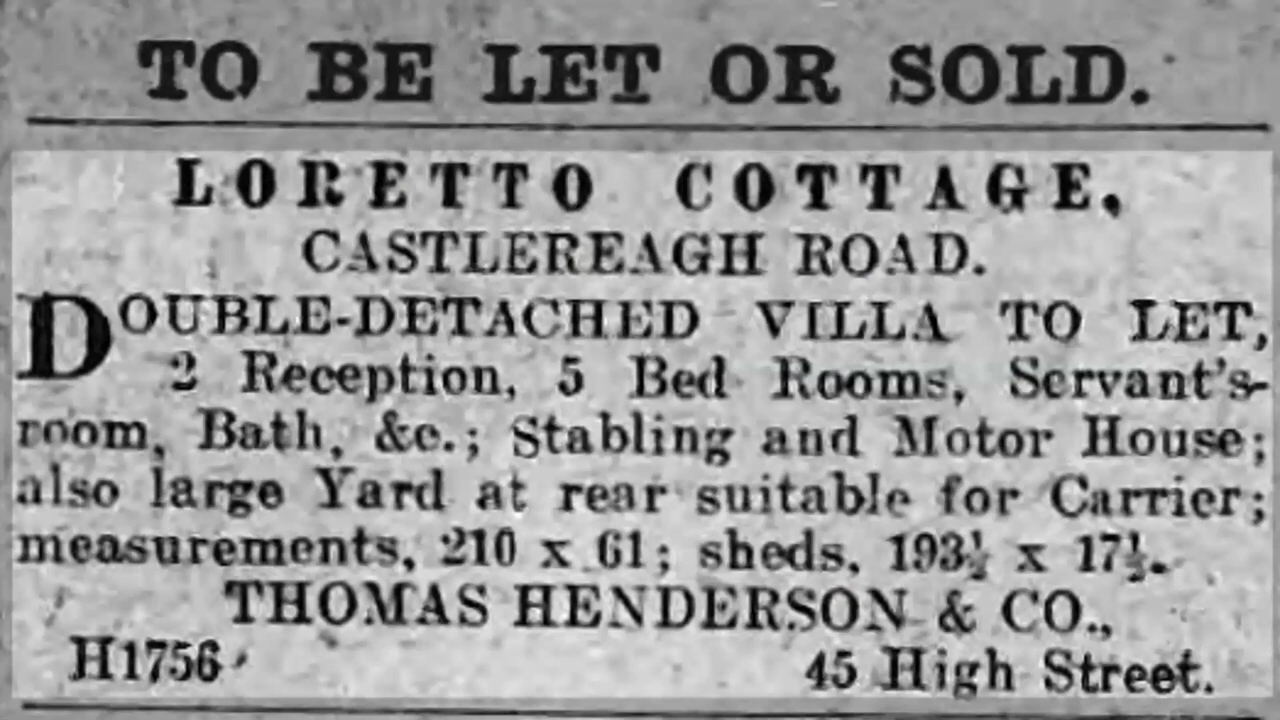 TO BE LET OR SOLD.
LORETTO COTTAGE,
CASTLEREAGH ROAD.
DOUBLE-DETACHED VILLA TO LET,
2 Reception, 5 Bed Rooms, Servant's-
room, Bath, &c.; Stabling and Motor House;
also large Yard at rear suitable for Carrier;
measurements, 210 x 61; sheds, 193½ x 17½.
THOMAS HENDERSON & CO.,
H1756 45 High Street.